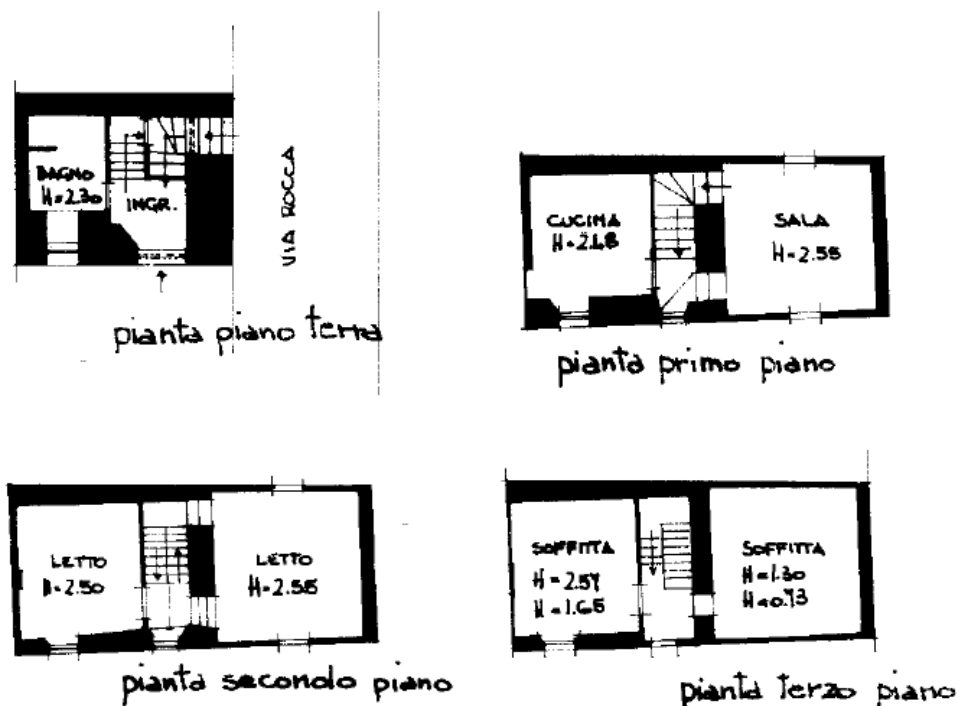 BAGNO
H=2.30
INGR.
VIA ROCCA
pianta piano terra
CUCINA
H=2.48
SALA
H=2.55
pianta primo piano
LETTO
H=2.50
LETTO
H=2.55
pianta secondo piano
SOFFITTA
H=2.57
H=1.65
SOFFITTA
H=1.30
H=0.73
pianta terzo piano